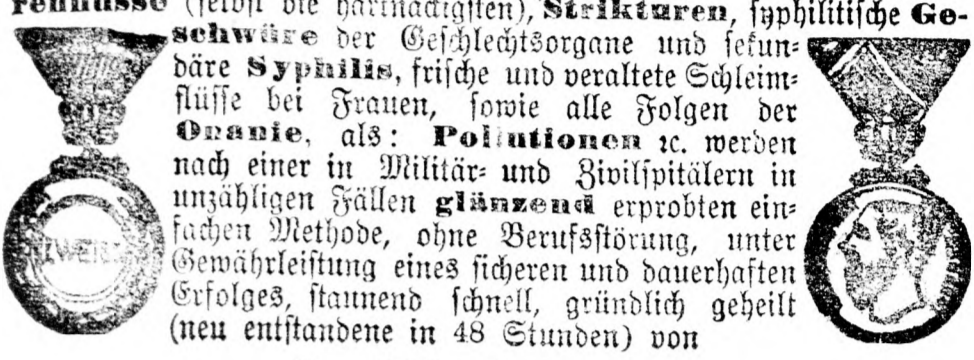 (selbst die hartnäckigsten), Strikturen, syphilitische Ge-
schwüre der Geschlechtsorgane und sekun-
däre Syphilis, frische und veraltete Schleim-
flüsse bei Frauen, sowie alle Folgen der
Onanie, als: Pollutionen ꝛc. werden
nach einer in Militär- und Zivilspitälern in
unzähligen Fällen glänzend erprobten ein-
fachen Methode, ohne Berufsstörung, unter
Gewährleistung eines sicheren und dauerhaften
Erfolges, staunend schnell, gründlich geheilt
(neu entstandene in 48 Stunden) von